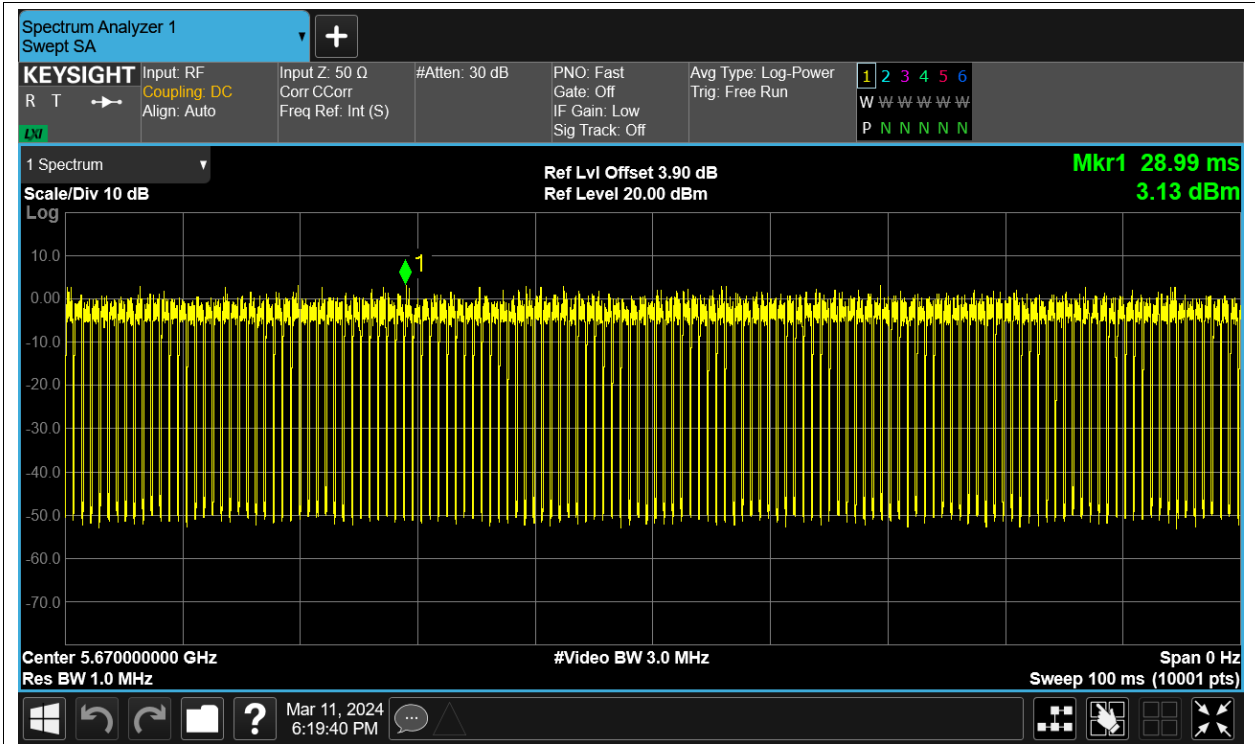 Spectrum Analyzer 1
Swept SA
KEYSIGHT
R T
LXI
Input: RF
Coupling: DC
Align: Auto
Input Z: 50 Ω
Corr CCorr
Freq Ref: Int (S)
#Atten: 30 dB
PNO: Fast
Gate: Off
IF Gain: Low
Sig Track: Off
Avg Type: Log-Power
Trig: Free Run
1 2 3 4 5 6
W W W W W W
P N N N N N
1 Spectrum
Scale/Div 10 dB
Log
Ref Lvl Offset 3.90 dB
Ref Level 20.00 dBm
Mkr1 28.99 ms
3.13 dBm
1
10.0
0.00
-10.0
-20.0
-30.0
-40.0
-50.0
-60.0
-70.0
Center 5.670000000 GHz
Res BW 1.0 MHz
#Video BW 3.0 MHz
Span 0 Hz
Sweep 100 ms (10001 pts)
?
Mar 11, 2024
6:19:40 PM